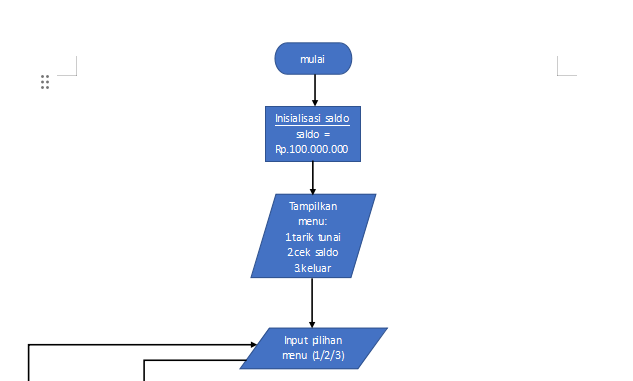 mulai
Inisialisasi saldo
saldo =
Rp.100.000.000
Tampilkan
menu:
1.tarik tunai
2.cek saldo
3.keluar
Input pilihan
menu (1/2/3)